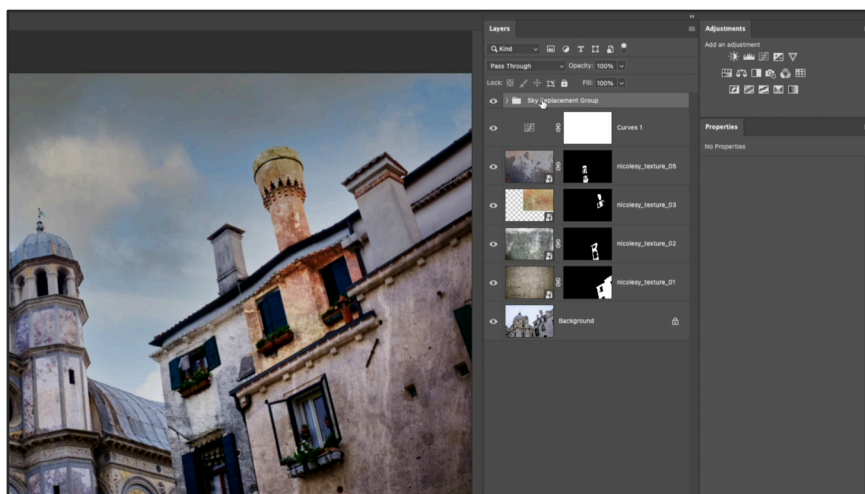 Layers
Kind
Pass Through
Opacity: 100%
Lock:
Fill: 100%
Sky Replacement Group
Curves 1
nicolesy_texture_05
nicolesy_texture_03
nicolesy_texture_02
nicolesy_texture_01
Background
Adjustments
Add an adjustment
Properties
No Properties